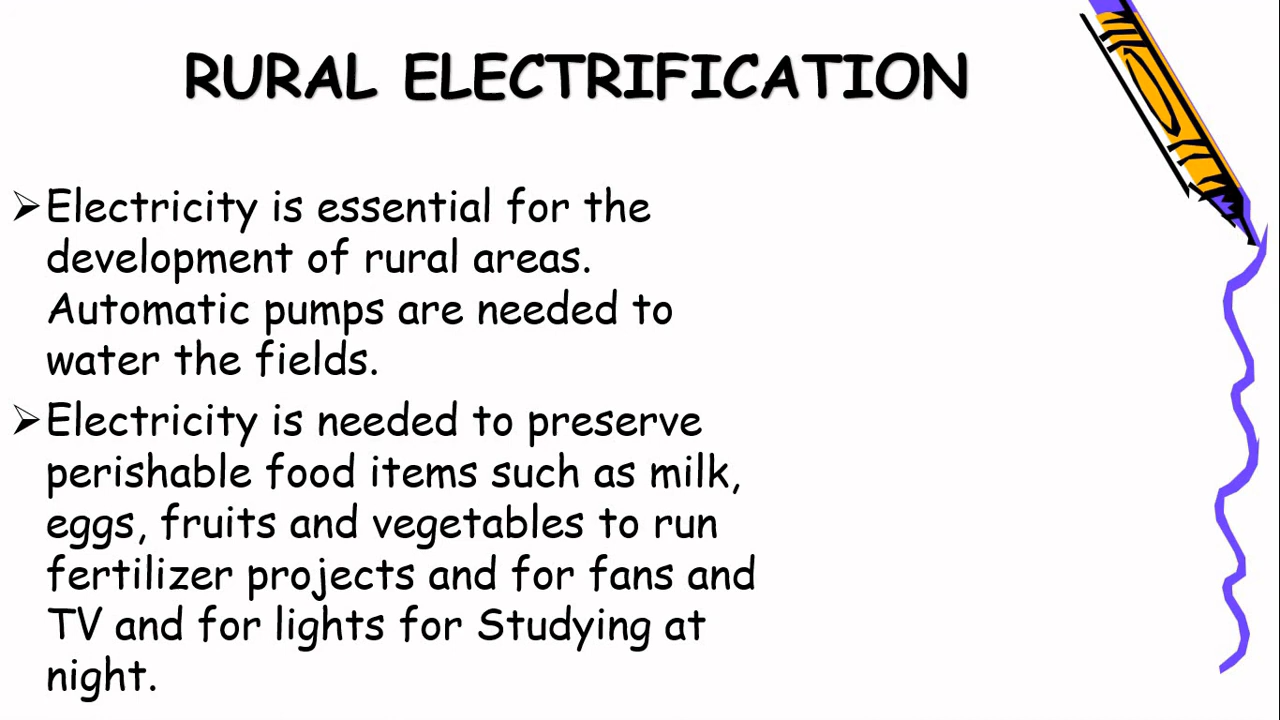 RURAL ELECTRIFICATION
➢Electricity is essential for the
development of rural areas.
Automatic pumps are needed to
water the fields.
➢Electricity is needed to preserve
perishable food items such as milk,
eggs, fruits and vegetables to run
fertilizer projects and for fans and
TV and for lights for Studying at
night.